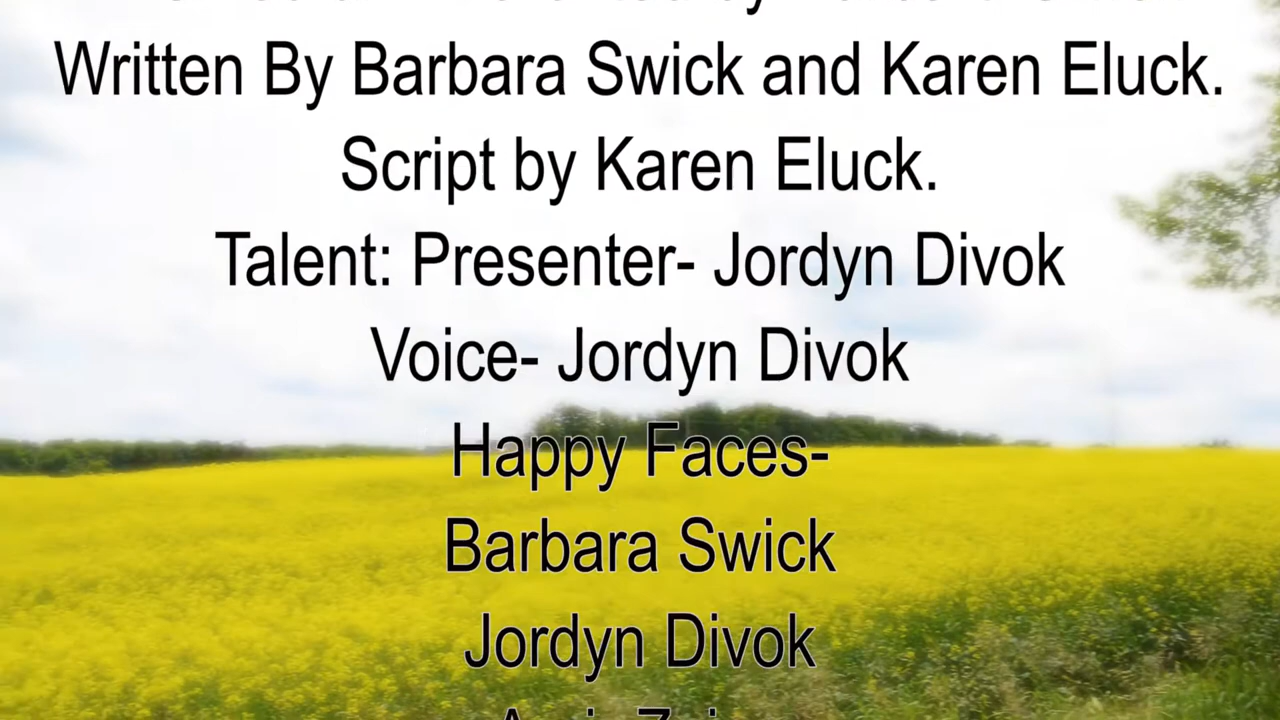 Written By Barbara Swick and Karen Eluck.
Script by Karen Eluck.
Talent: Presenter- Jordyn Divok
Voice- Jordyn Divok
Happy Faces-
Barbara Swick
Jordyn Divok